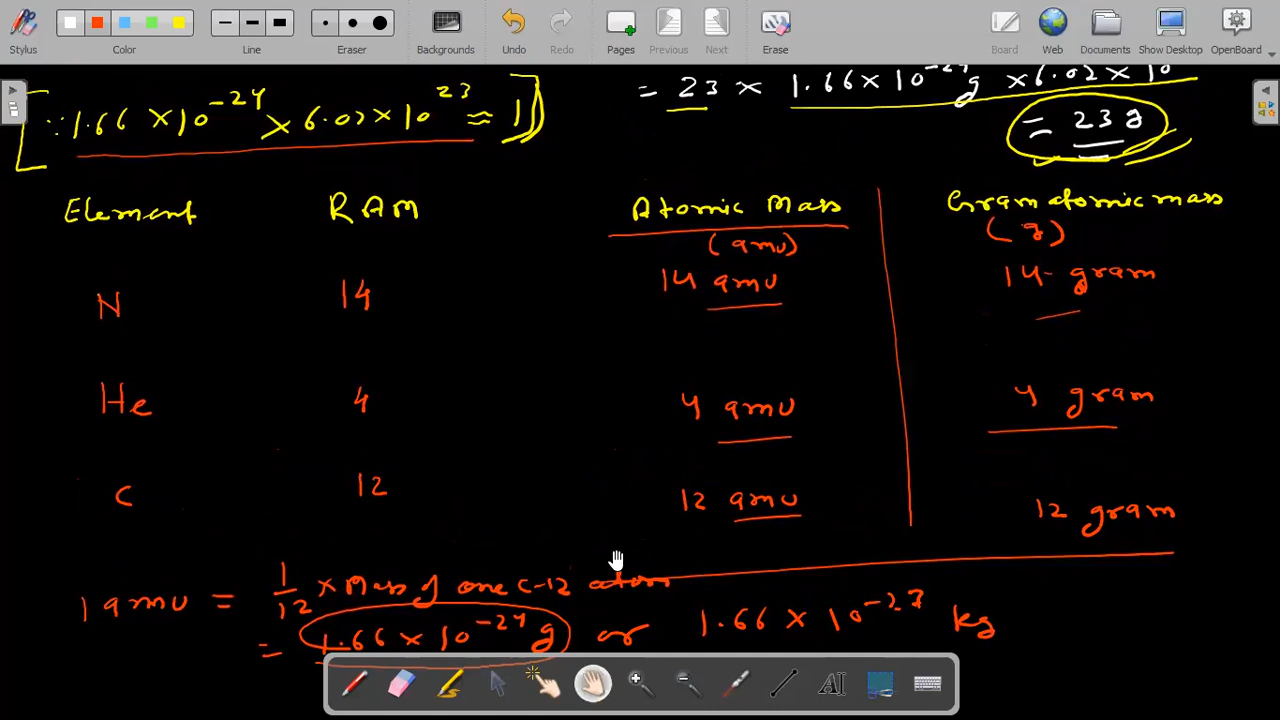 Stylus Color Line Eraser Backgrounds Undo Redo Pages Previous Next Erase Board Web Documents Show Desktop OpenBoard
= 23 × 1.66×10⁻²⁴g ×6.02×10
[∵1.66 ×10⁻²⁴ × 6.02×10²³ ≈ 1]
= 23 g
Element RAM Atomic Mass Gram atomic mass
(amu) (g)
N 14 14 amu 14 gram
He 4 4 amu 4 gram
C 12 12 amu 12 gram
1 amu = 1/12 × Mass of one C-12 atom
= 1.66 × 10⁻²⁴ g or 1.66 × 10⁻²⁷ kg